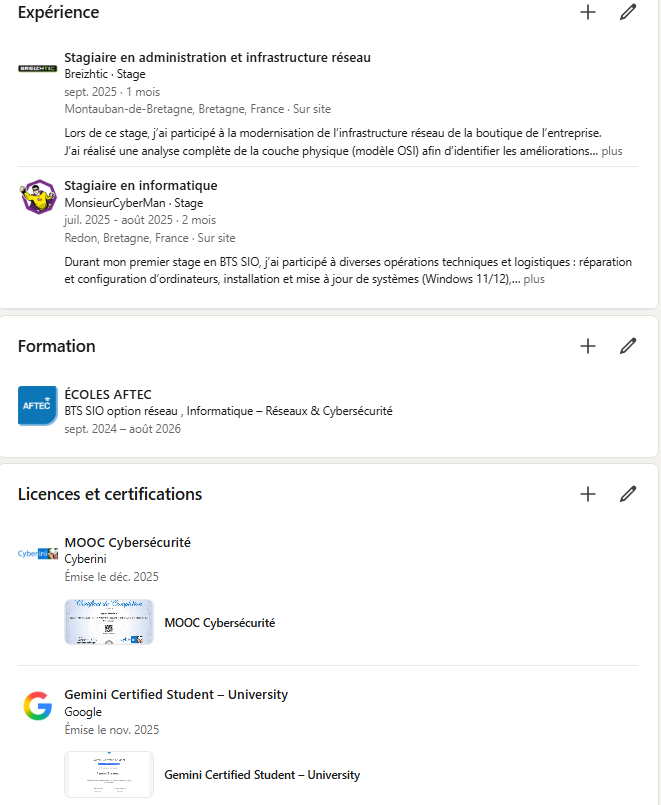 Expérience
Stagiaire en administration et infrastructure réseau
BREIZHTIC
Breizhtic · Stage
sept. 2025 · 1 mois
Montauban-de-Bretagne, Bretagne, France · Sur site
Lors de ce stage, j’ai participé à la modernisation de l’infrastructure réseau de la boutique de l’entreprise.
J’ai réalisé une analyse complète de la couche physique (modèle OSI) afin d’identifier les améliorations... plus
Stagiaire en informatique
MonsieurCyberMan · Stage
juil. 2025 - août 2025 · 2 mois
Redon, Bretagne, France · Sur site
Durant mon premier stage en BTS SIO, j’ai participé à diverses opérations techniques et logistiques : réparation
et configuration d’ordinateurs, installation et mise à jour de systèmes (Windows 11/12),... plus
Formation
AFTEC
ÉCOLES AFTEC
BTS SIO option réseau , Informatique – Réseaux & Cybersécurité
sept. 2024 – août 2026
Licences et certifications
MOOC Cybersécurité
Cyberini
Cyberini
Émise le déc. 2025
Certificat de Complétion
MOOC Cybersécurité
Gemini Certified Student – University
Google
Émise le nov. 2025
Gemini Certified Student – University